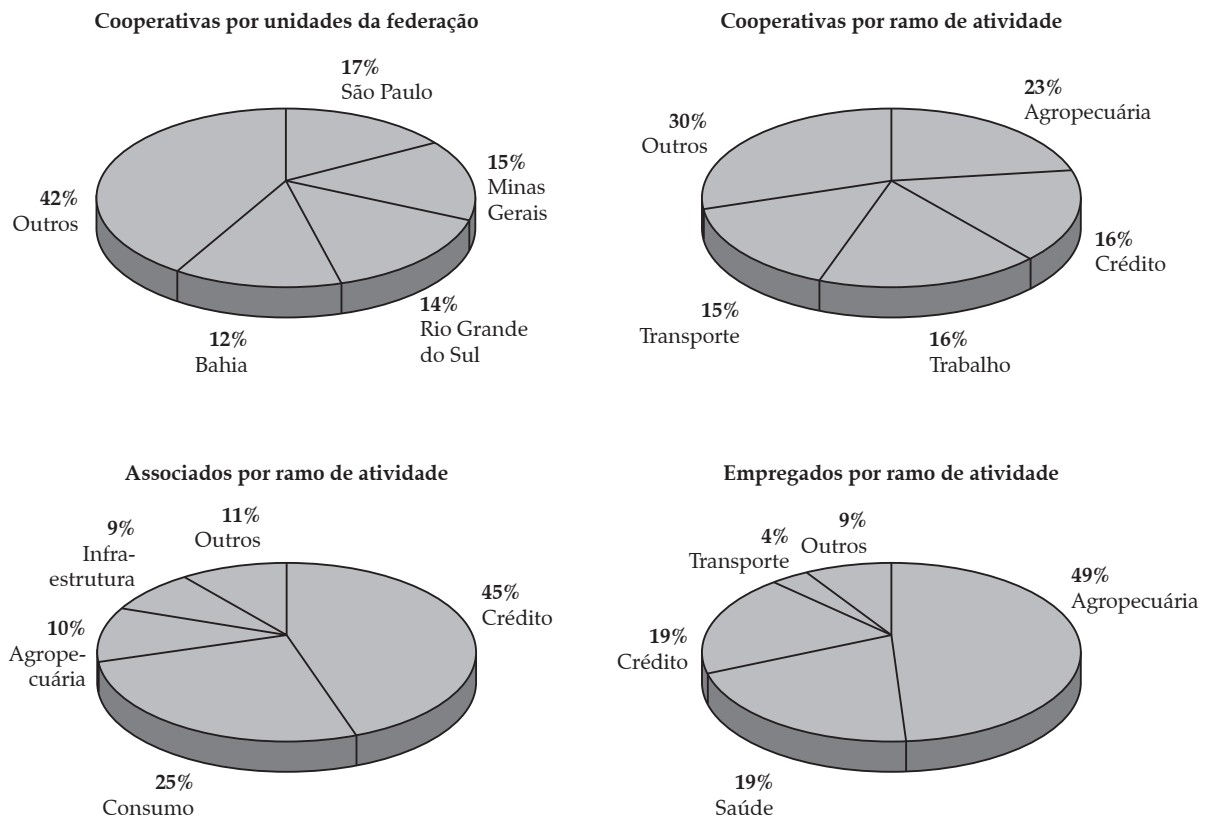 Cooperativas por unidades da federação
17%
São Paulo
15%
Minas
Gerais
14%
Rio Grande
do Sul
12%
Bahia
42%
Outros
Cooperativas por ramo de atividade
23%
Agropecuária
16%
Crédito
16%
Trabalho
15%
Transporte
30%
Outros
Associados por ramo de atividade
45%
Crédito
25%
Consumo
10%
Agrope-
cuária
9%
Infra-
estrutura
11%
Outros
Empregados por ramo de atividade
49%
Agropecuária
19%
Saúde
19%
Crédito
4%
Transporte
9%
Outros